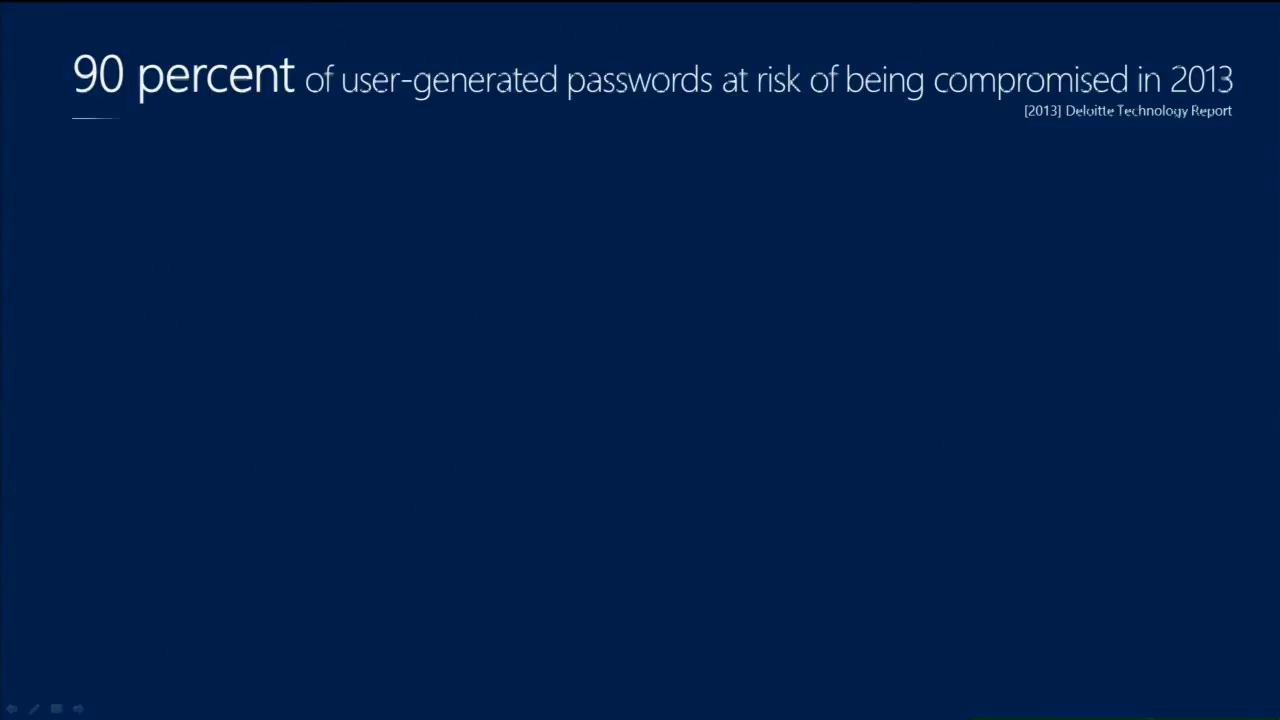 90 percent of user-generated passwords at risk of being compromised in 2013
[2013] Deloitte Technology Report